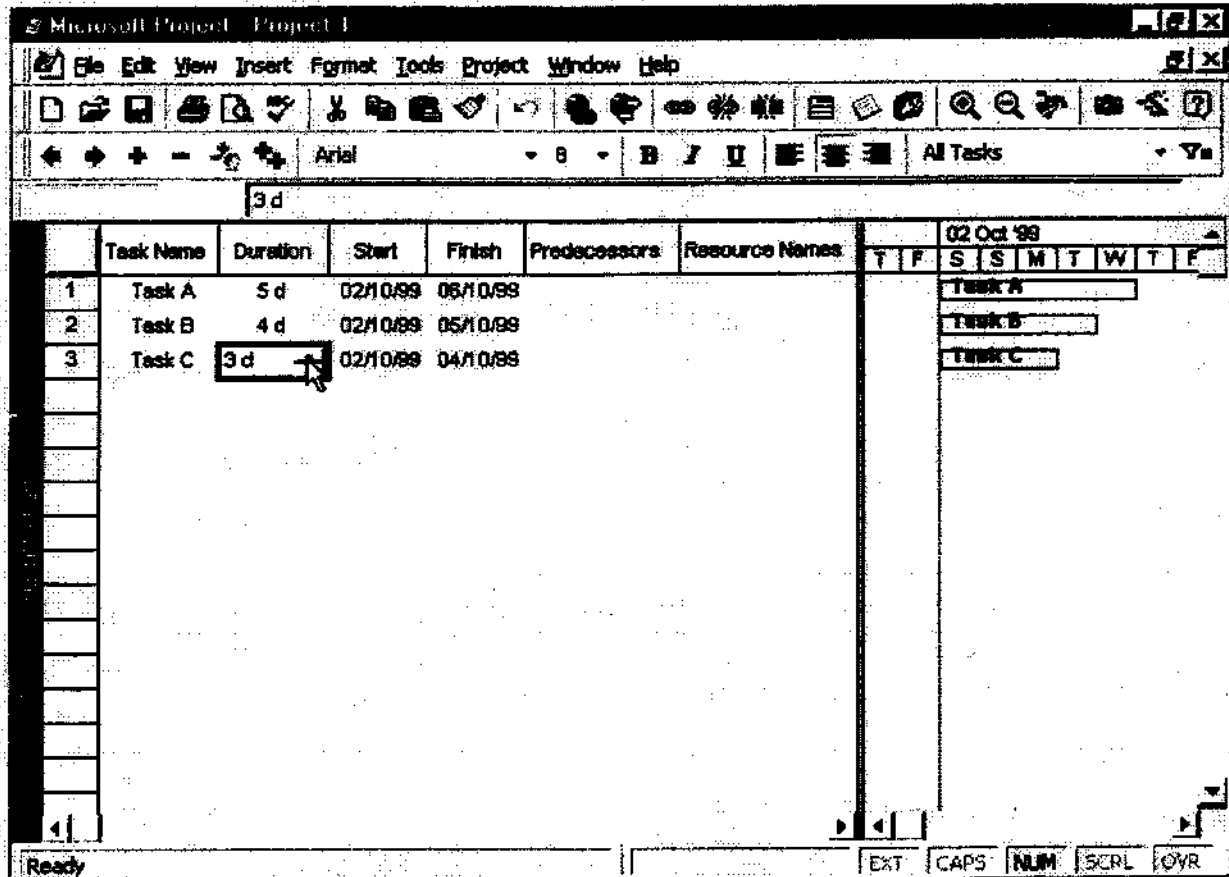 Microsoft Project - Project 1
File Edit View Insert Format Tools Project Window Help
Arial 8 B I U All Tasks
3 d
Task Name Duration Start Finish Predecessors Resource Names 02 Oct '99
T F S S M T W T F
1 Task A 5 d 02/10/99 06/10/99 Task A
2 Task B 4 d 02/10/99 05/10/99 Task B
3 Task C 3 d 02/10/99 04/10/99 Task C
Ready EXT CAPS NUM SCRL OVR